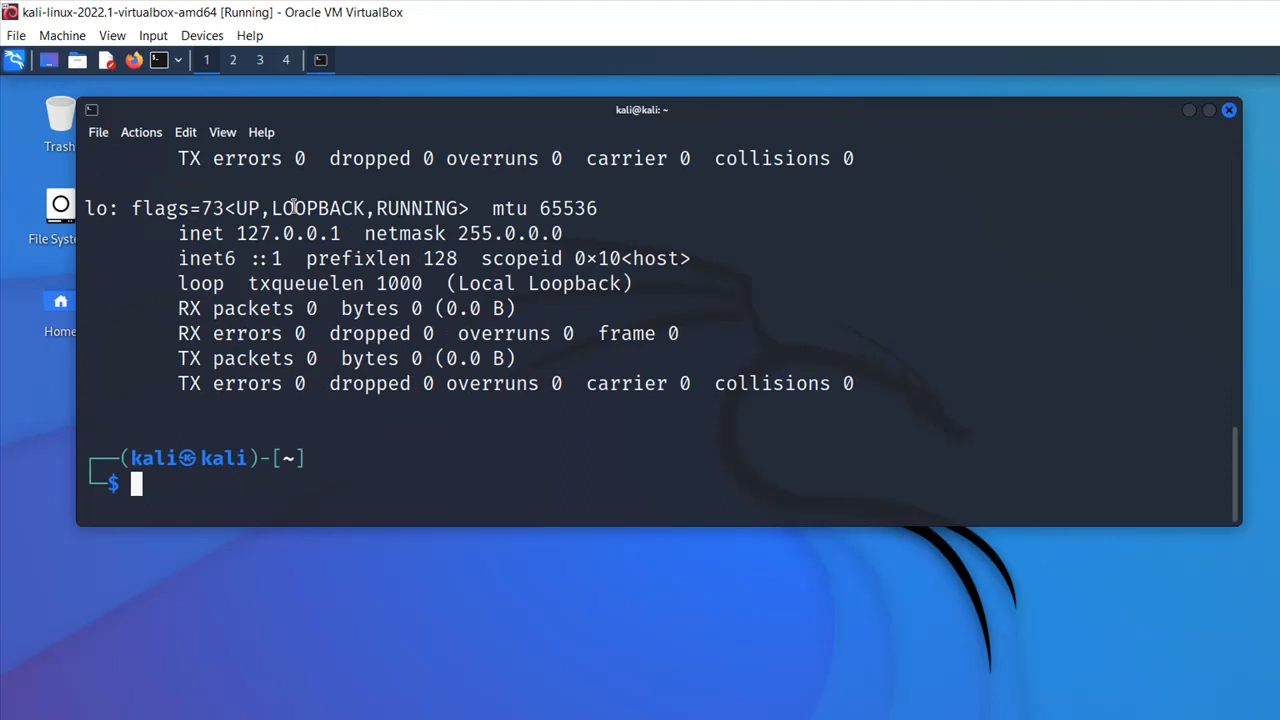 kali-linux-2022.1-virtualbox-amd64 [Running] - Oracle VM VirtualBox
File Machine View Input Devices Help
1 2 3 4
kali@kali: ~
File Actions Edit View Help
Trash
File Syste
Home
TX errors 0  dropped 0 overruns 0  carrier 0  collisions 0
lo: flags=73<UP,LOOPBACK,RUNNING>  mtu 65536
inet 127.0.0.1  netmask 255.0.0.0
inet6 ::1  prefixlen 128  scopeid 0×10<host>
loop  txqueuelen 1000  (Local Loopback)
RX packets 0  bytes 0 (0.0 B)
RX errors 0  dropped 0  overruns 0  frame 0
TX packets 0  bytes 0 (0.0 B)
TX errors 0  dropped 0 overruns 0  carrier 0  collisions 0
┌──(kali㉿kali)-[~]
└─$